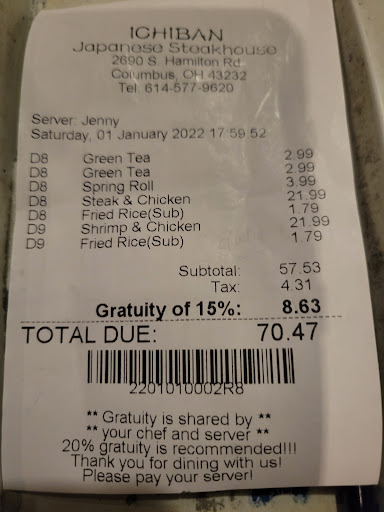 ICHIBAN
Japanese Steakhouse
2690 S. Hamilton Rd
Columbus, OH 43232
Tel. 614-577-9620
Server: Jenny
Saturday, 01 January 2022 17:59:52
D8 Green Tea 2.99
D8 Green Tea 2.99
D8 Spring Roll 3.99
D8 Steak & Chicken 21.99
D8 Fried Rice(Sub) 1.79
D9 Shrimp & Chicken 21.99
D9 Fried Rice(Sub) 1.79
Subtotal: 57.53
Tax: 4.31
Gratuity of 15%: 8.63
TOTAL DUE: 70.47
2201010002R8
** Gratuity is shared by **
** your chef and server **
20% gratuity is recommended!!!
Thank you for dining with us!
Please pay your server!